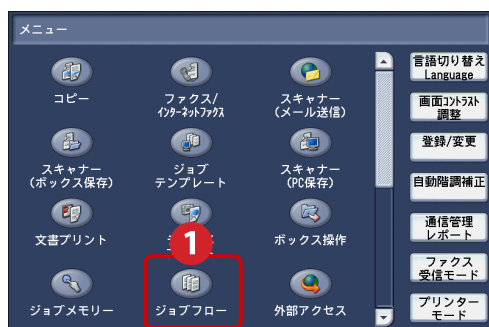 メニュー
コピー
ファクス/
インターネットファクス
スキャナー
(メール送信)
スキャナー
(ボックス保存)
ジョブ
テンプレート
スキャナー
(PC保存)
文書プリント
1
ボックス操作
ジョブメモリー
ジョブフロー
外部アクセス
言語切り替え
Language
画面コントラスト
調整
登録/変更
自動階調補正
通信管理
レポート
ファクス
受信モード
プリンター
モード